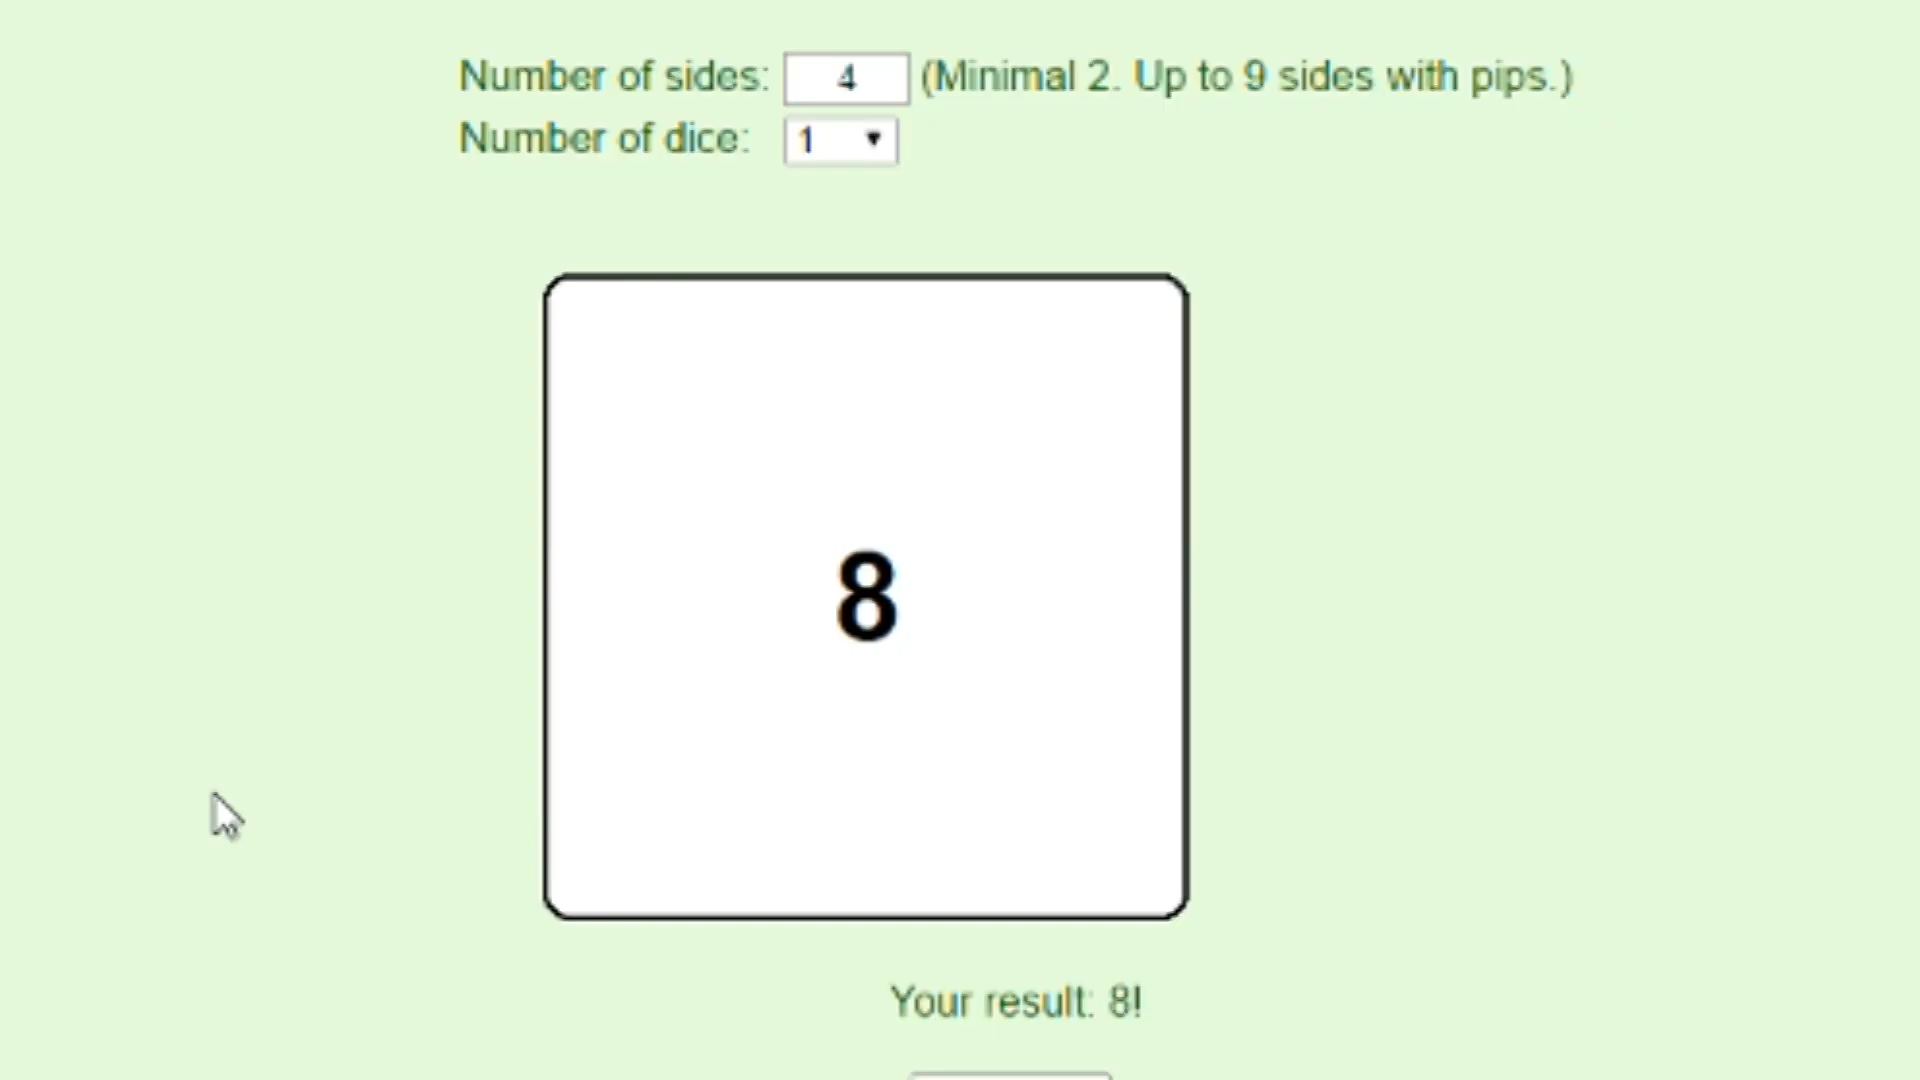 Number of sides: 4 (Minimal 2. Up to 9 sides with pips.)
Number of dice: 1
8
Your result: 8!